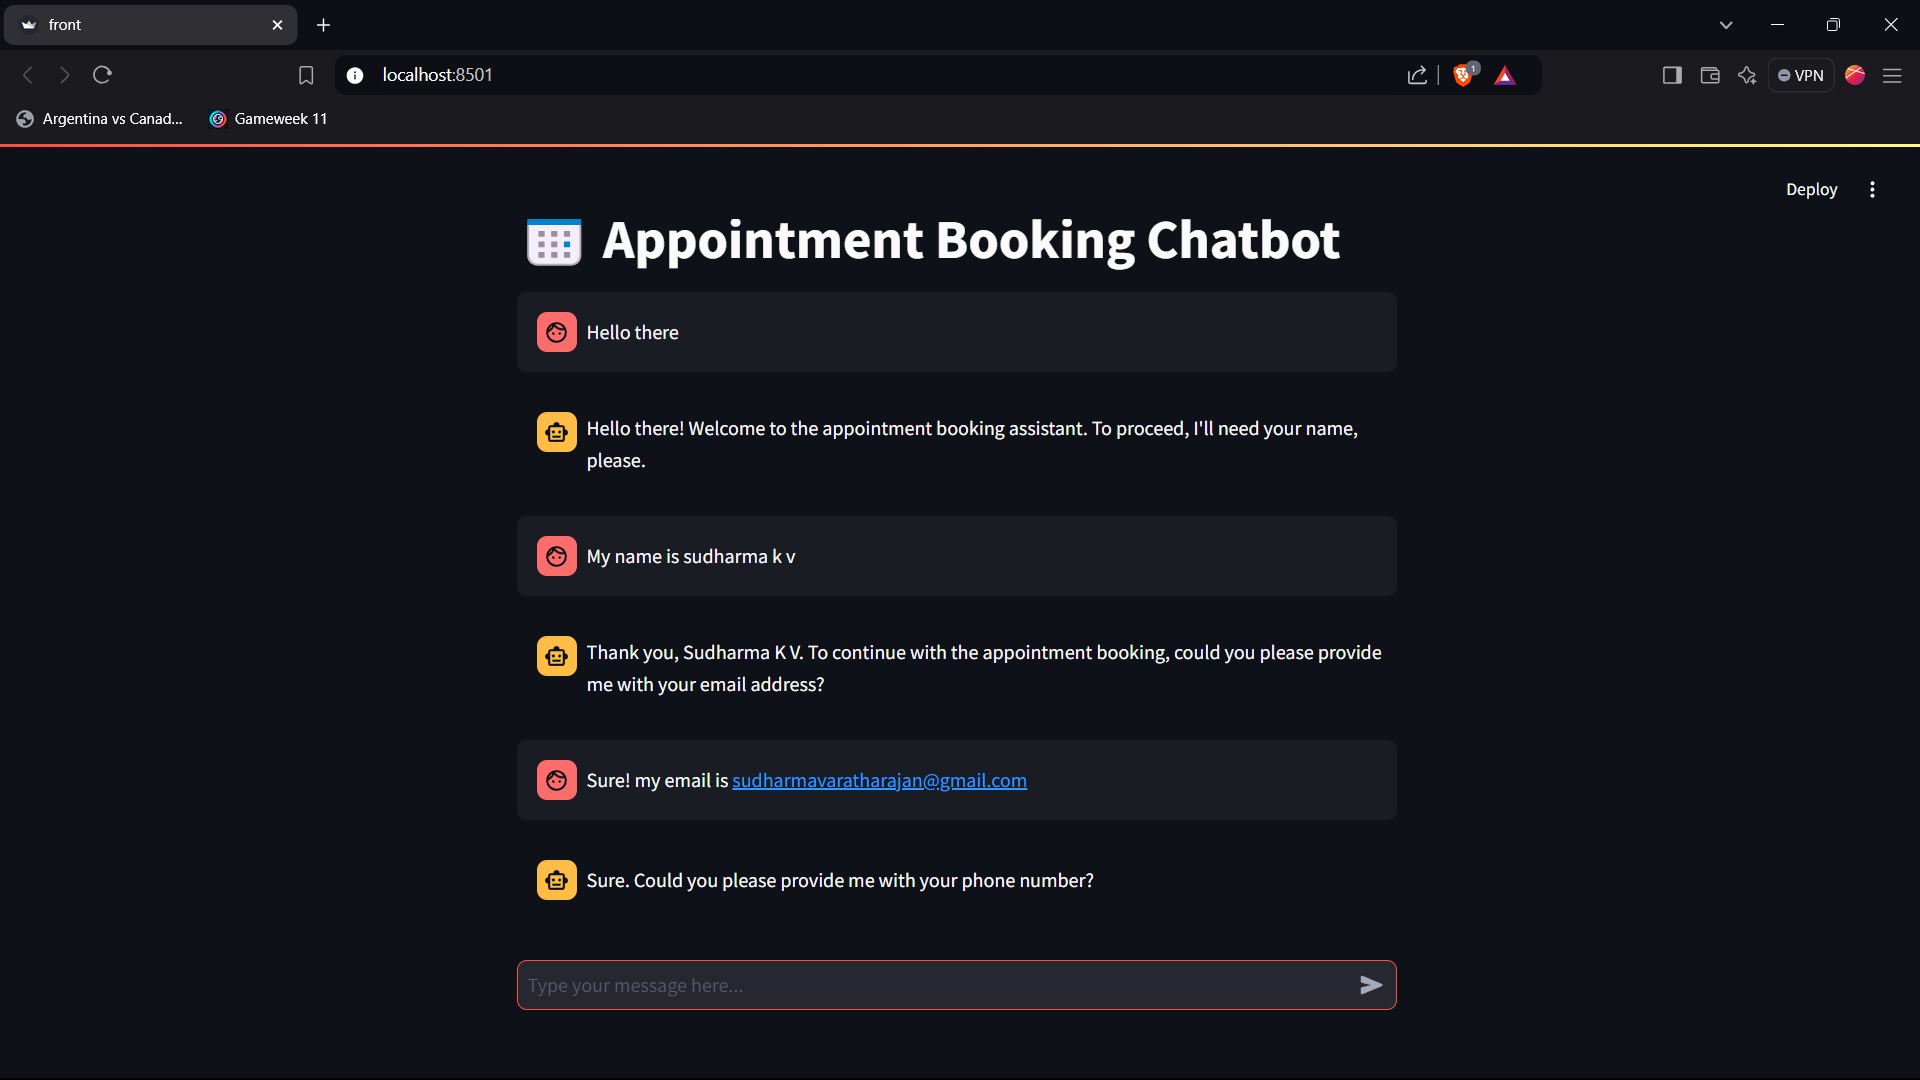 front
localhost:8501
1
VPN
Argentina vs Canad...
Gameweek 11
Deploy
Appointment Booking Chatbot
Hello there
Hello there! Welcome to the appointment booking assistant. To proceed, I'll need your name,
please.
My name is sudharma k v
Thank you, Sudharma K V. To continue with the appointment booking, could you please provide
me with your email address?
Sure! my email is sudharmavaratharajan@gmail.com
Sure. Could you please provide me with your phone number?
Type your message here...